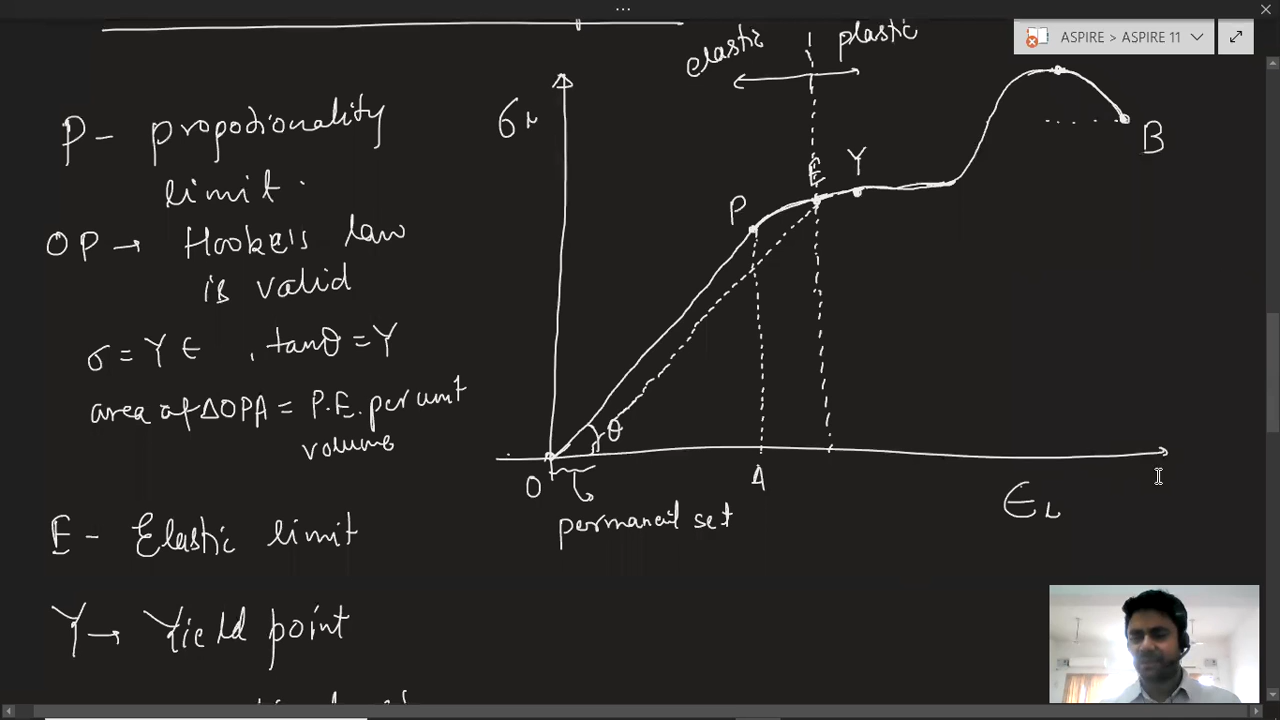 ASPIRE > ASPIRE 11
elastic plastic
P - propotionality
limit.
OP → Hooke's law
is valid
σ = Y ∈ , tanθ = Y
area of ΔOPA = P.E. per unit
volume
E - Elastic limit
Y → Yield point
P
E
Y
B
θ
O
A
permanent set
∈L